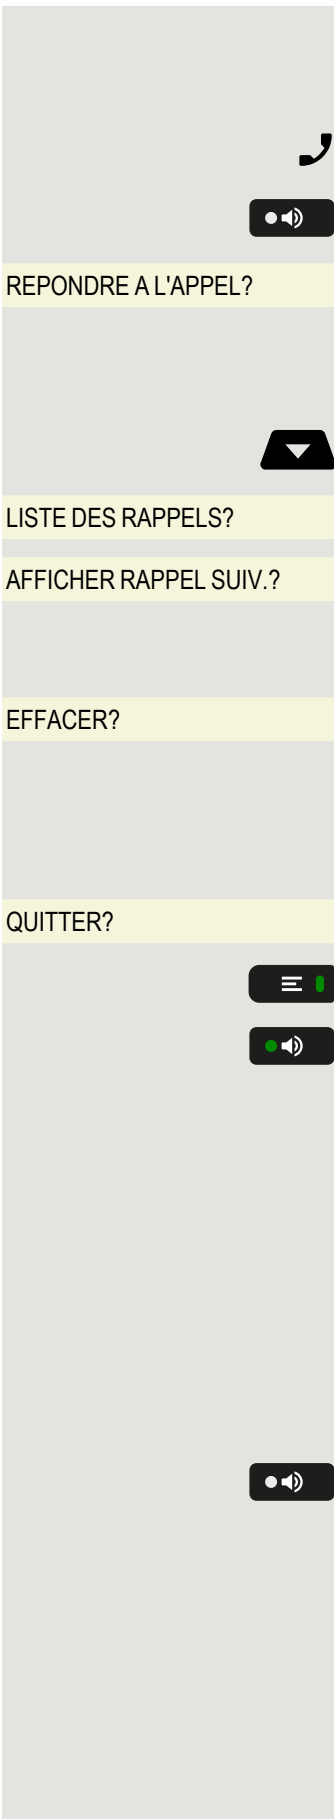 REPONDRE A L'APPEL?
LISTE DES RAPPELS?
AFFICHER RAPPEL SUIV.?
EFFACER?
QUITTER?